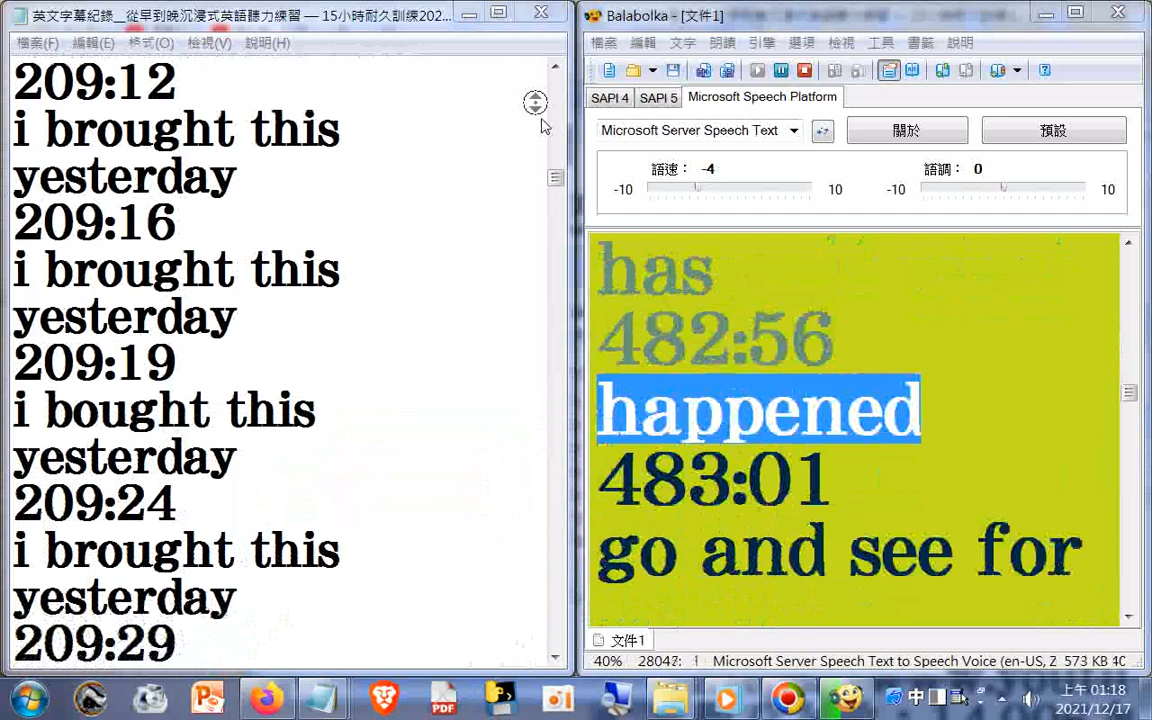 英文字幕紀錄__從早到晚沉浸式英語聽力練習 — 15小時耐久訓練202...
檔案(F) 編輯(E) 格式(O) 檢視(V) 說明(H)
209:12
i brought this
yesterday
209:16
i brought this
yesterday
209:19
i bought this
yesterday
209:24
i brought this
yesterday
209:29
Balabolka - [文件1]
檔案 編輯 文字 朗讀 引擎 選項 檢視 工具 書籤 說明
SAPI 4 SAPI 5 Microsoft Speech Platform
Microsoft Server Speech Text 關於 預設
語速： -4 語調： 0
-10 10 -10 10
has
482:56
happened
483:01
go and see for
文件1
40% 28047: Microsoft Server Speech Text to Speech Voice (en-US, Z 573 KB
中 上午 01:18
2021/12/17